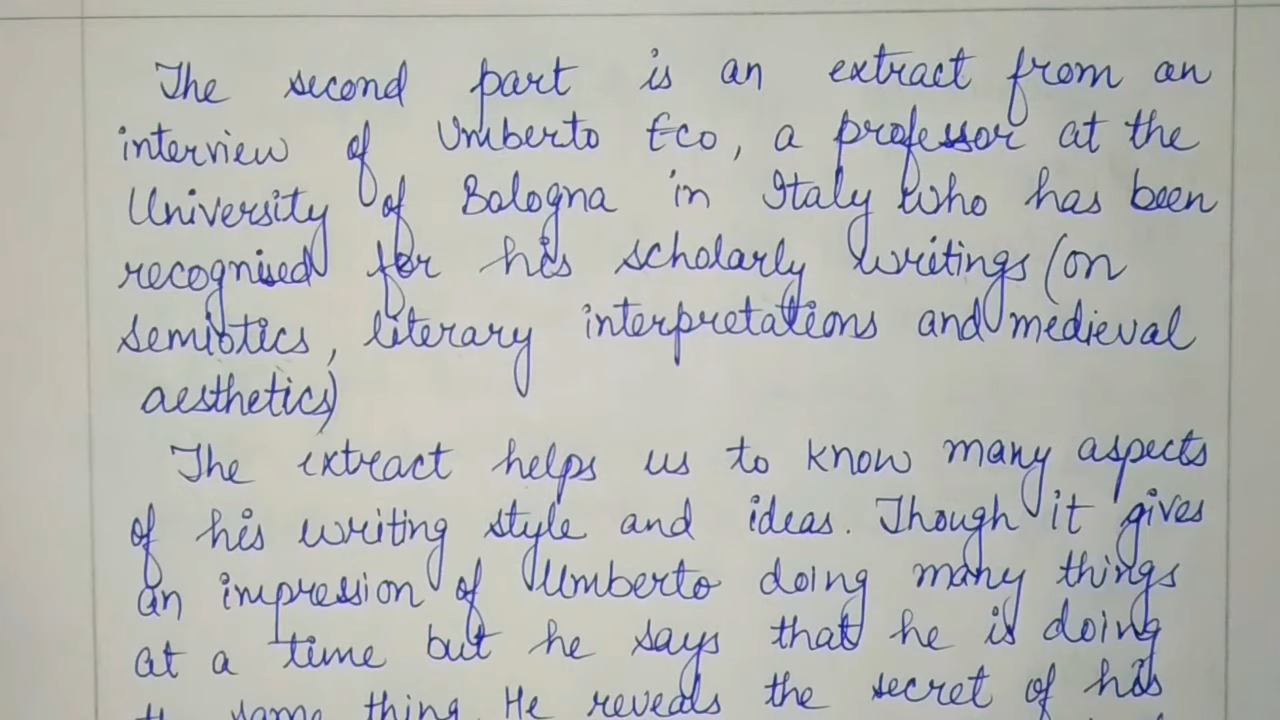 The second part is an extract from an
interview of Umberto Eco, a professor at the
University of Bologna in Italy who has been
recognised for his scholarly writings (on
semiotics, literary interpretations and medieval
aesthetics)
The extract helps us to know many aspects
of his writing style and ideas. Though it gives
an impression of Umberto doing many things
at a time but he says that he is doing
the same thing. He reveals the secret of his